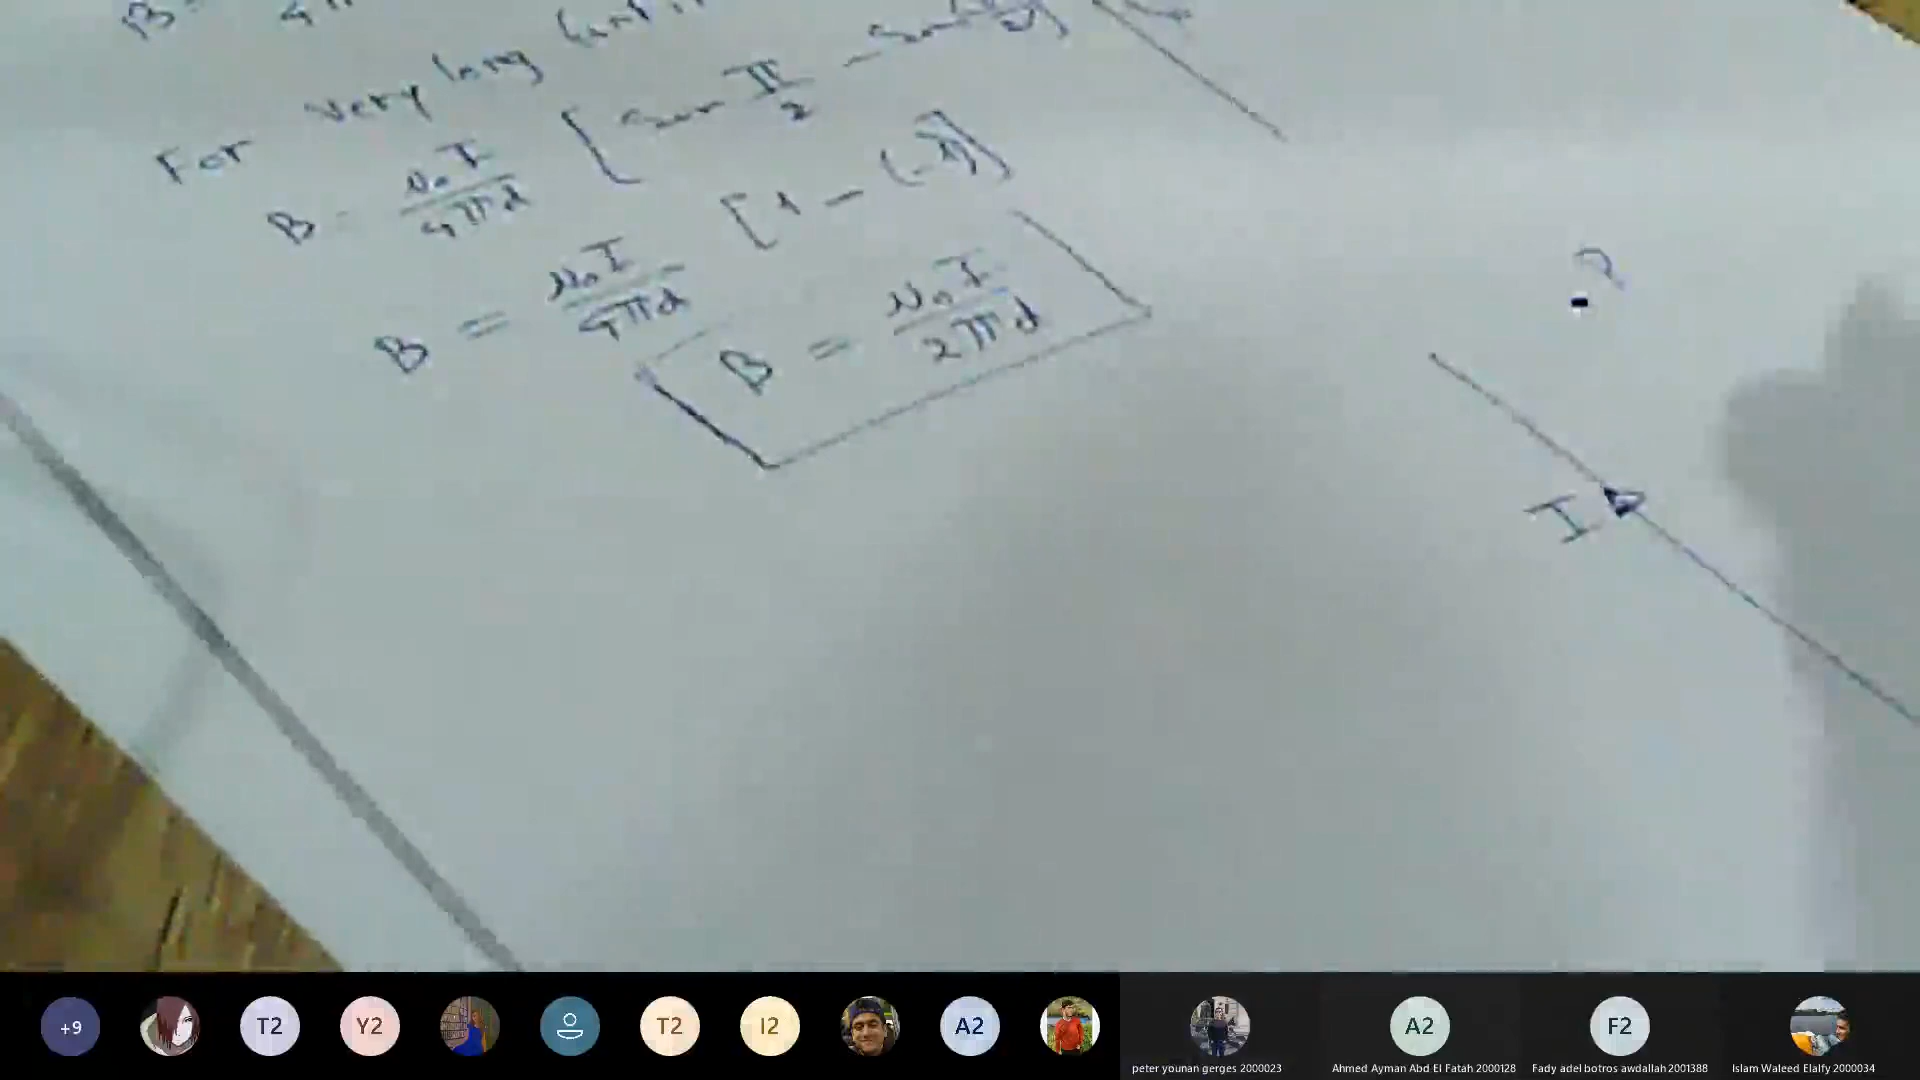 B =
For very long
B = μ₀I/4πd [sin π/2 - sin
B = μ₀I/4πd [1 - (-1)]
B = μ₀I/2πd
I
+9
T2
Y2
T2
I2
A2
peter younan gerges 2000023
A2
Ahmed Ayman Abd El Fatah 2000128
F2
Fady adel botros awdallah 2001388
Islam Waleed Elalfy 2000034